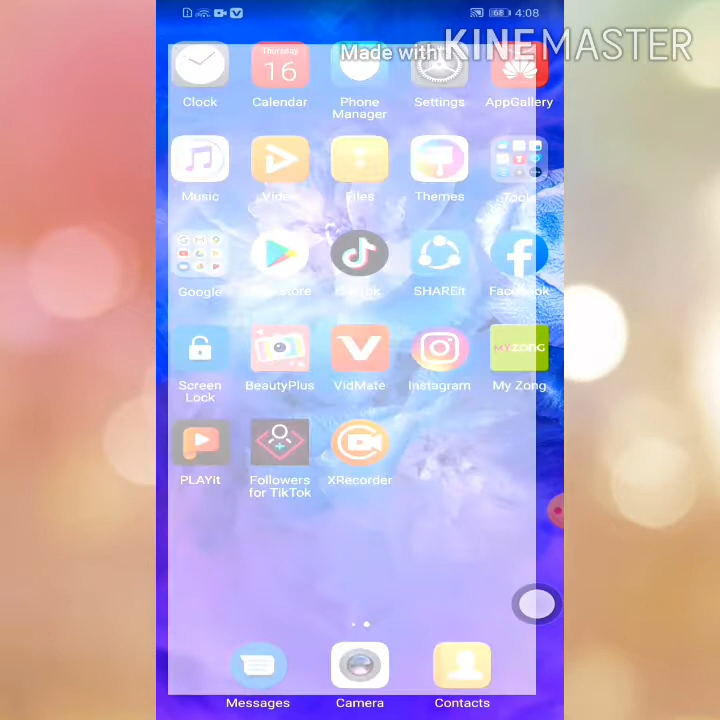 68 4:08
Made with KINEMASTER
Thursday
16
Clock Calendar Phone Manager Settings AppGallery
Music Video Files Themes Tools
Google Play Store TikTok SHAREit Facebook
MY ZONG
Screen Lock BeautyPlus VidMate Instagram My Zong
PLAYit Followers for TikTok XRecorder
Messages Camera Contacts